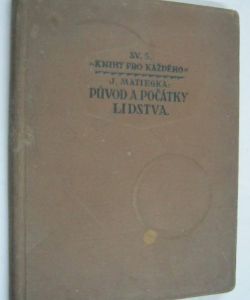 SV. 5.
"KNIHY PRO KAŽDÉHO"
J. MATIEGKA:
PŮVOD A POČÁTKY
LIDSTVA.